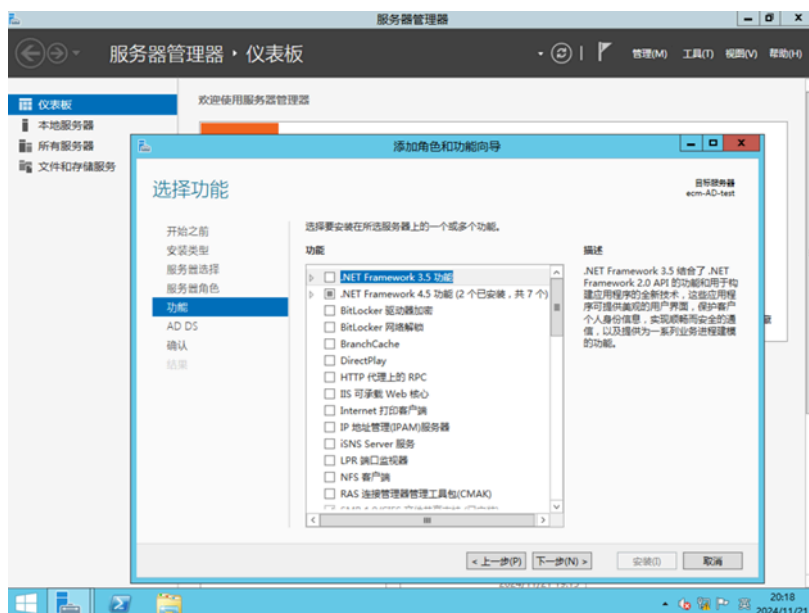 服务器管理器
服务器管理器 · 仪表板
管理(M) 工具(T) 视图(V) 帮助(H)
仪表板
本地服务器
所有服务器
文件和存储服务
欢迎使用服务器管理器
添加角色和功能向导
选择功能
目标服务器
ecm-AD-test
开始之前
安装类型
服务器选择
服务器角色
功能
AD DS
确认
结果
选择要安装在所选服务器上的一个或多个功能。
功能
.NET Framework 3.5 功能
.NET Framework 4.5 功能 (2 个已安装，共 7 个)
BitLocker 驱动器加密
BitLocker 网络解锁
BranchCache
DirectPlay
HTTP 代理上的 RPC
IIS 可承载 Web 核心
Internet 打印客户端
IP 地址管理(IPAM)服务器
iSNS Server 服务
LPR 端口监视器
NFS 客户端
RAS 连接管理器管理工具包(CMAK)
描述
.NET Framework 3.5 结合了 .NET
Framework 2.0 API 的功能和用于构
建应用程序的全新技术，这些应用程
序可提供美观的用户界面，保护客户
个人身份信息，实现顺畅而安全的通
信，以及提供为一系列业务进程建模
的功能。
< 上一步(P) 下一步(N) > 安装(I) 取消
20:18
2024/11/21